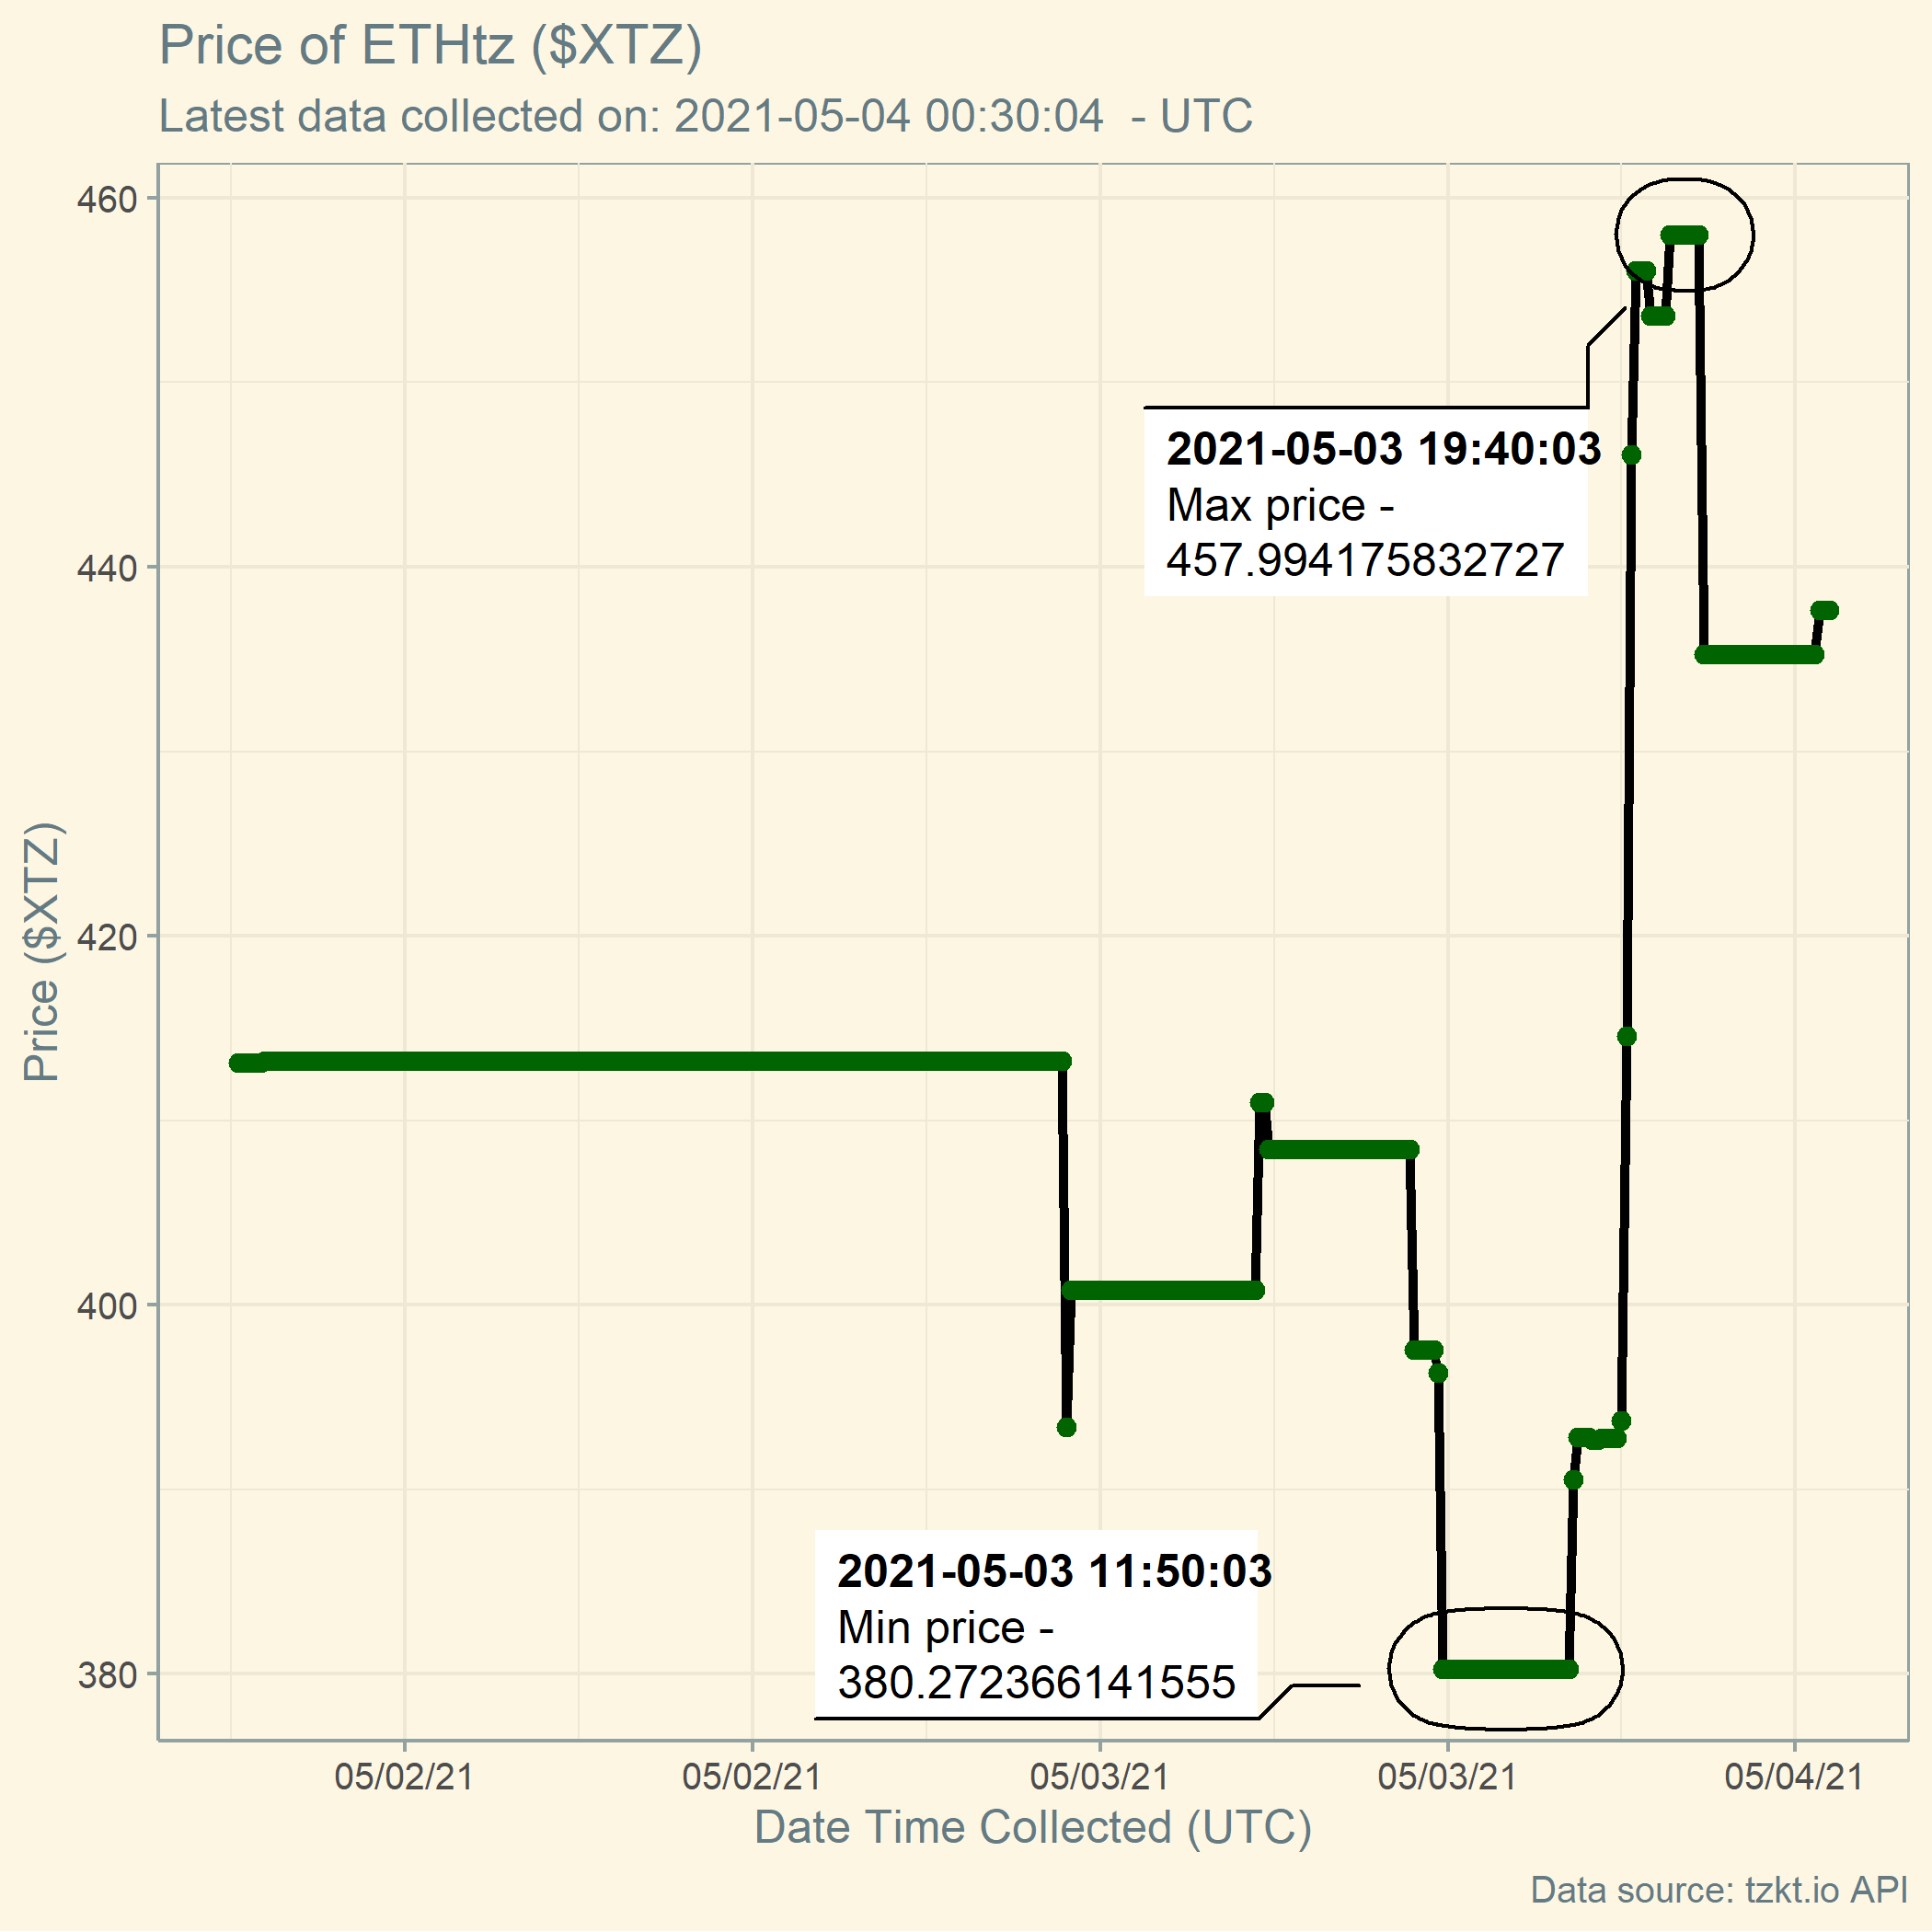 Price of ETHtz ($XTZ)
Latest data collected on: 2021-05-04 00:30:04  - UTC
460
440
420
400
380
Price ($XTZ)
2021-05-03 19:40:03
Max price -
457.994175832727
2021-05-03 11:50:03
Min price -
380.272366141555
05/02/21 05/02/21 05/03/21 05/03/21 05/04/21
Date Time Collected (UTC)
Data source: tzkt.io API